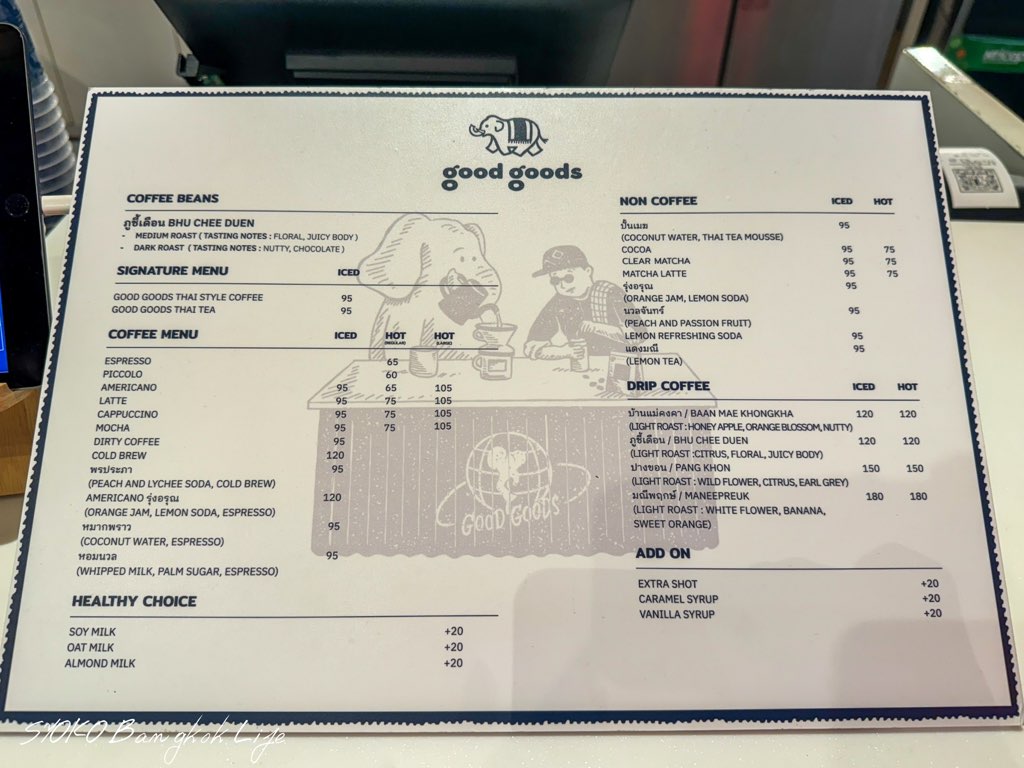 good goods
COFFEE BEANS
ภูชี้เดือน BHU CHEE DUEN
- MEDIUM ROAST ( TASTING NOTES : FLORAL, JUICY BODY )
- DARK ROAST ( TASTING NOTES : NUTTY, CHOCOLATE )
SIGNATURE MENU ICED
GOOD GOODS THAI STYLE COFFEE 95
GOOD GOODS THAI TEA 95
COFFEE MENU ICED HOT (REGULAR) HOT (LARGE)
ESPRESSO 65
PICCOLO 60
AMERICANO 95 65 105
LATTE 95 75 105
CAPPUCCINO 95 75 105
MOCHA 95 75 105
DIRTY COFFEE 95
COLD BREW 120
พรประภา 95
(PEACH AND LYCHEE SODA, COLD BREW)
AMERICANO รุ่งอรุณ 120
(ORANGE JAM, LEMON SODA, ESPRESSO)
หมากพราว 95
(COCONUT WATER, ESPRESSO)
หอมนวล 95
(WHIPPED MILK, PALM SUGAR, ESPRESSO)
HEALTHY CHOICE
SOY MILK +20
OAT MILK +20
ALMOND MILK +20
NON COFFEE ICED HOT
ปั้นเมฆ 95
(COCONUT WATER, THAI TEA MOUSSE)
COCOA 95 75
CLEAR MATCHA 95 75
MATCHA LATTE 95 75
รุ่งอรุณ 95
(ORANGE JAM, LEMON SODA)
นวลจันทร์ 95
(PEACH AND PASSION FRUIT)
LEMON REFRESHING SODA 95
แดงมณี 95
(LEMON TEA)
DRIP COFFEE ICED HOT
บ้านแม่คงคา / BAAN MAE KHONGKHA 120 120
(LIGHT ROAST : HONEY APPLE, ORANGE BLOSSOM, NUTTY)
ภูชี้เดือน / BHU CHEE DUEN 120 120
(LIGHT ROAST :CITRUS, FLORAL, JUICY BODY)
ปางขอน / PANG KHON 150 150
(LIGHT ROAST : WILD FLOWER, CITRUS, EARL GREY)
มณีพฤกษ์ / MANEEPREUK 180 180
(LIGHT ROAST : WHITE FLOWER, BANANA,
SWEET ORANGE)
ADD ON
EXTRA SHOT +20
CARAMEL SYRUP +20
VANILLA SYRUP +20
GOOD GOODS
SYOKO Bangkok Life